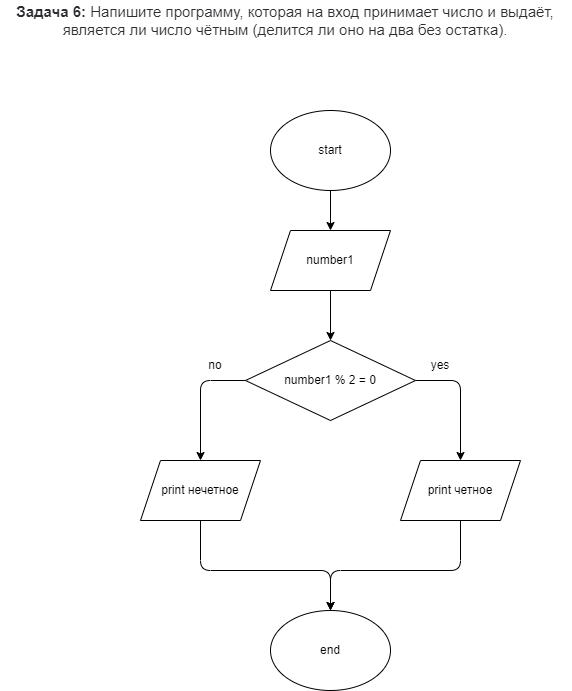 Задача 6: Напишите программу, которая на вход принимает число и выдаёт,
является ли число чётным (делится ли оно на два без остатка).
start
number1
no
yes
number1 % 2 = 0
print нечетное
print четное
end